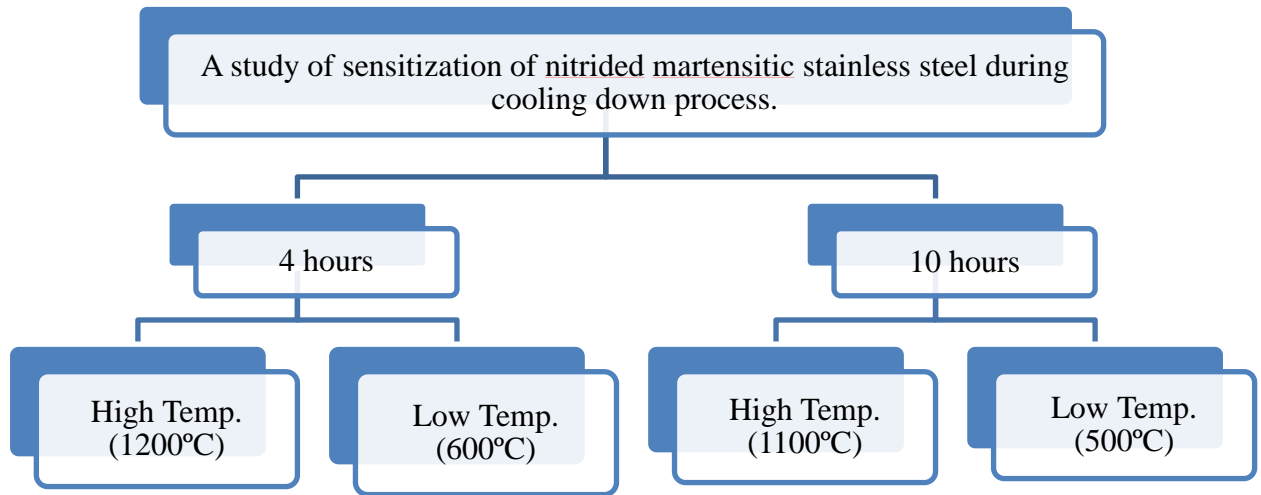 A study of sensitization of nitrided martensitic stainless steel during
cooling down process.
4 hours
10 hours
High Temp.
(1200ºC)
Low Temp.
(600ºC)
High Temp.
(1100ºC)
Low Temp.
(500ºC)